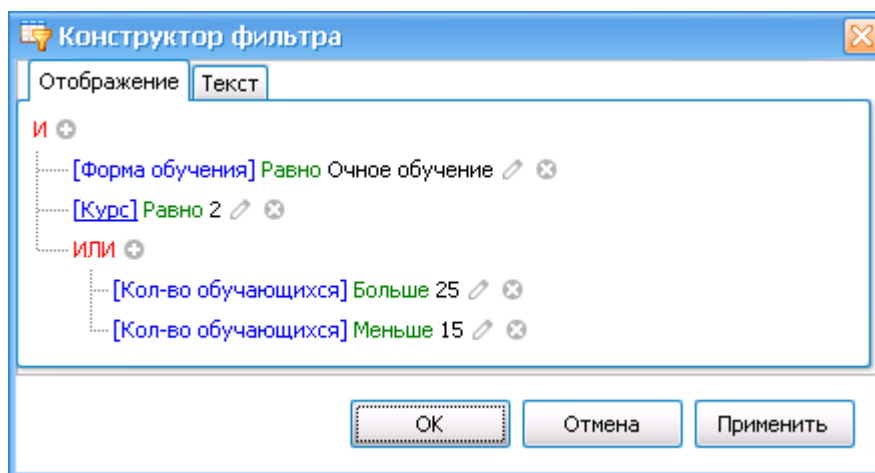 Конструктор фильтра
Отображение Текст
И
[Форма обучения] Равно Очное обучение
[Курс] Равно 2
ИЛИ
[Кол-во обучающихся] Больше 25
[Кол-во обучающихся] Меньше 15
ОК Отмена Применить